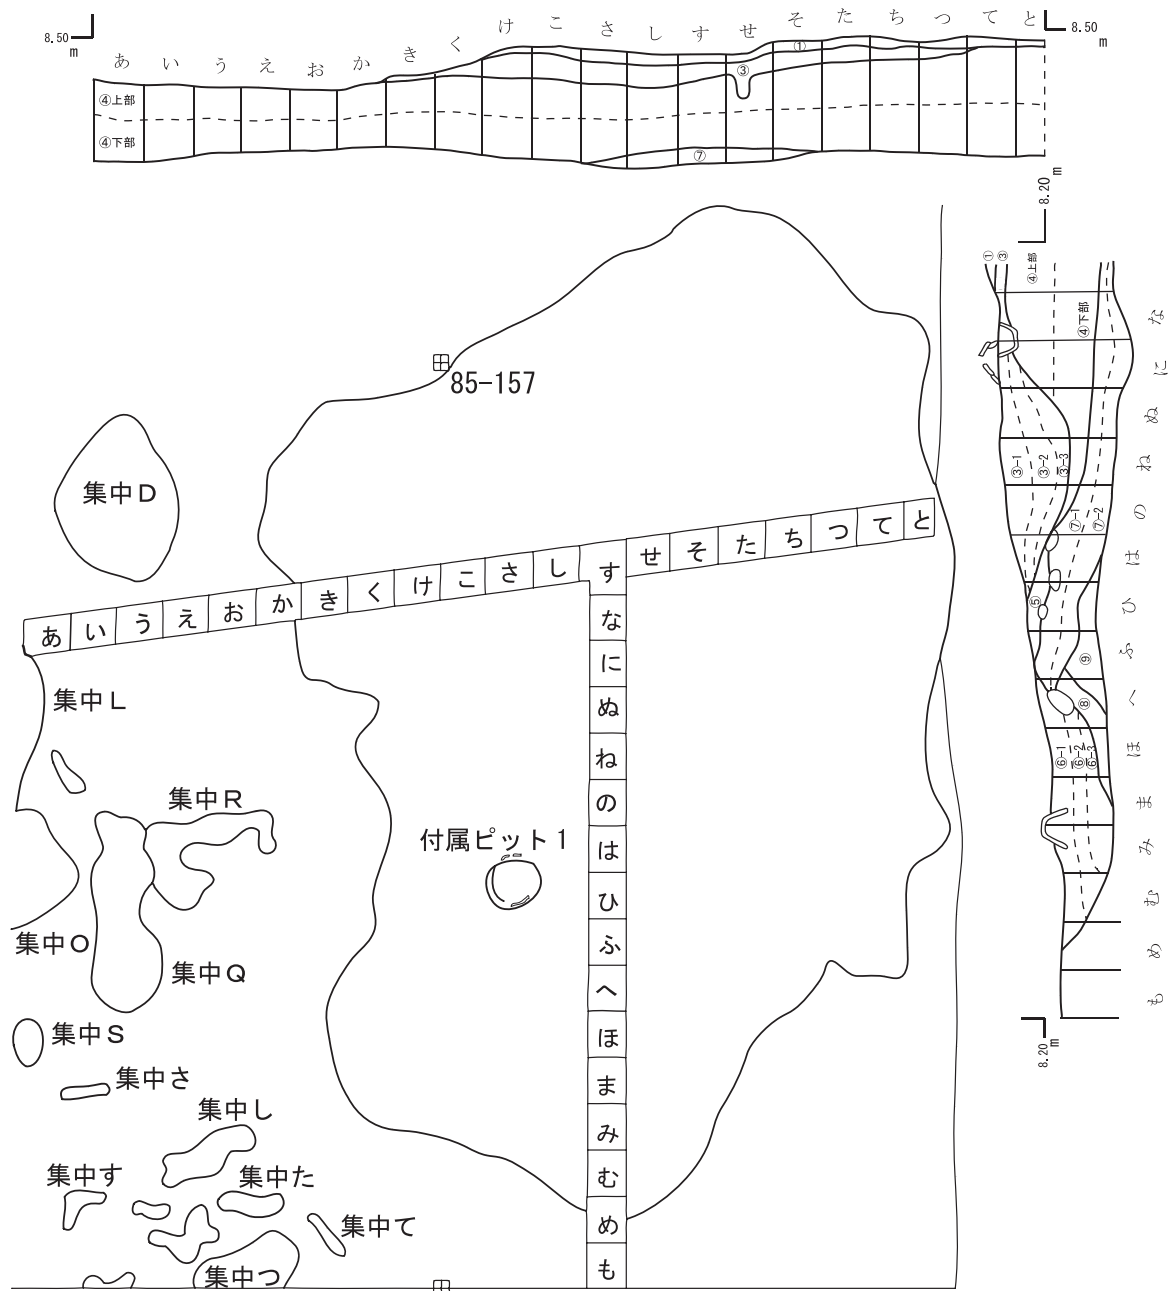 8.50
m
あ い う え お か き く け こ さ し す せ そ た ち つ て と
8.50
m
①
③
④上部
④下部
⑦
8.20
m
① ③ ④上部
④下部
③-1 ③-2 ③-3
⑦-1 ⑦-2
⑤
⑨
⑧
⑥-1 ⑥-2 ⑥-3
な
に
ぬ
ね
の
は
ひ
ふ
へ
ほ
ま
み
む
め
も
8.20
m
85-157
集中D
あ い う え お か き く け こ さ し す せ そ た ち つ て と
な
に
ぬ
ね
の
は
ひ
ふ
へ
ほ
ま
み
む
め
も
集中L
集中R
付属ピット1
集中O
集中Q
集中S
集中さ
集中し
集中す
集中た
集中て
集中つ